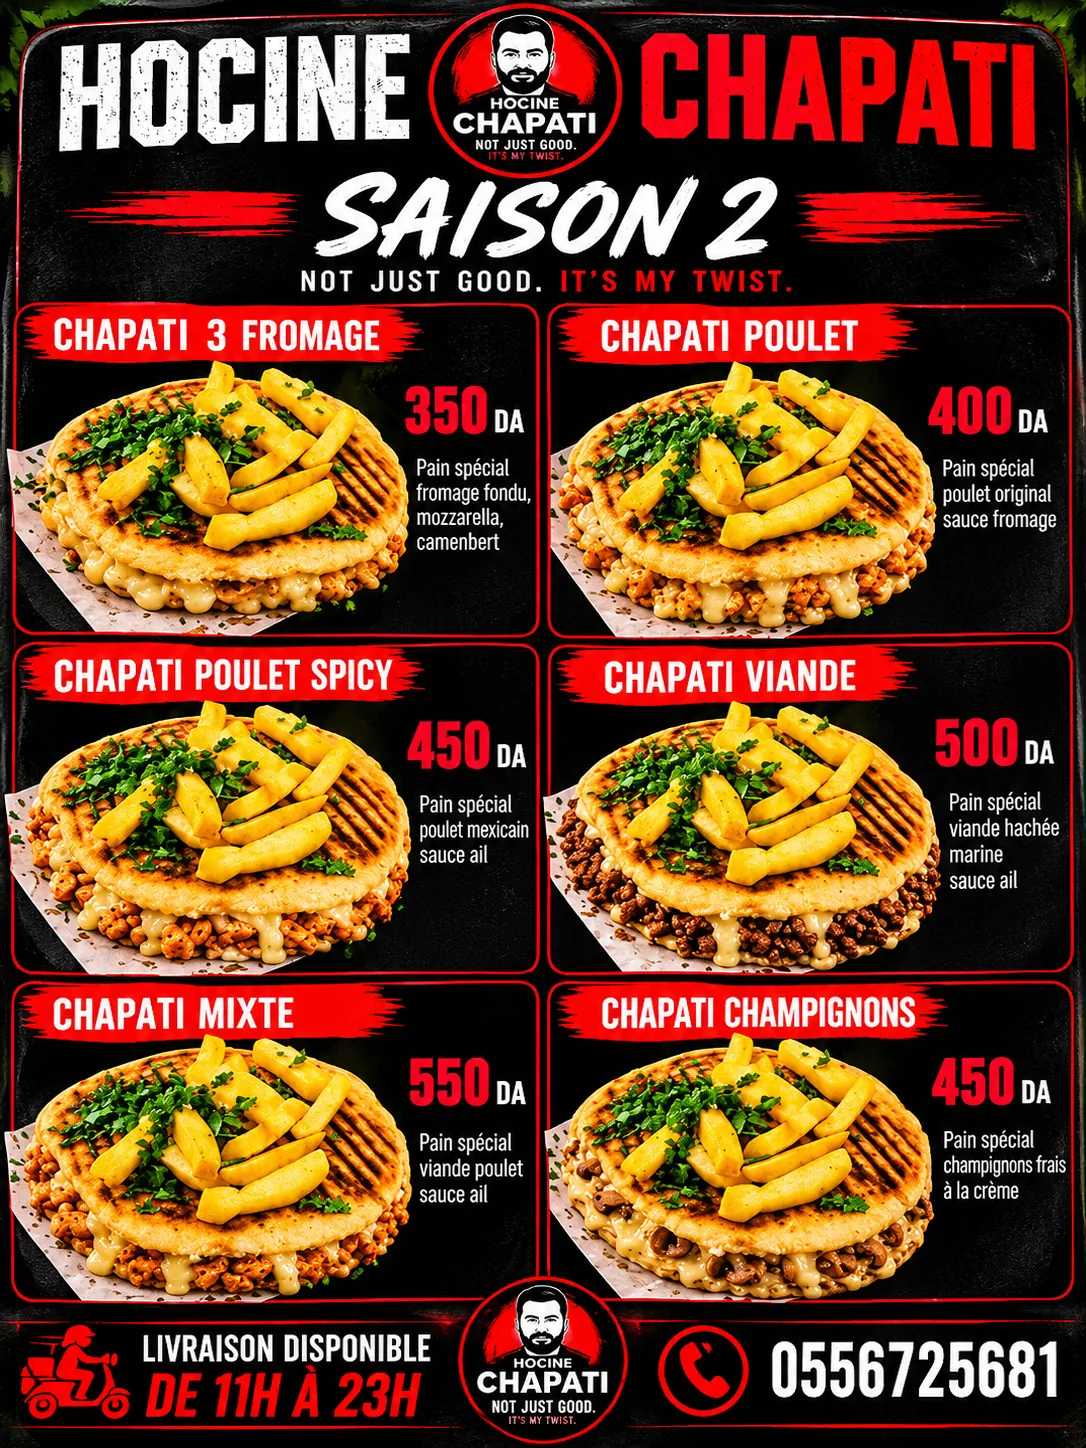 HOCINE
HOCINE
CHAPATI
NOT JUST GOOD.
IT'S MY TWIST.
CHAPATI
SAISON 2
NOT JUST GOOD. IT'S MY TWIST.
CHAPATI 3 FROMAGE
350 DA
Pain spécial
fromage fondu,
mozzarella,
camenbert
CHAPATI POULET
400 DA
Pain spécial
poulet original
sauce fromage
CHAPATI POULET SPICY
450 DA
Pain spécial
poulet mexicain
sauce ail
CHAPATI VIANDE
500 DA
Pain spécial
viande hachée
marine
sauce ail
CHAPATI MIXTE
550 DA
Pain spécial
viande poulet
sauce ail
CHAPATI CHAMPIGNONS
450 DA
Pain spécial
champignons frais
à la crème
LIVRAISON DISPONIBLE
DE 11H À 23H
HOCINE
CHAPATI
NOT JUST GOOD.
IT'S MY TWIST.
0556725681